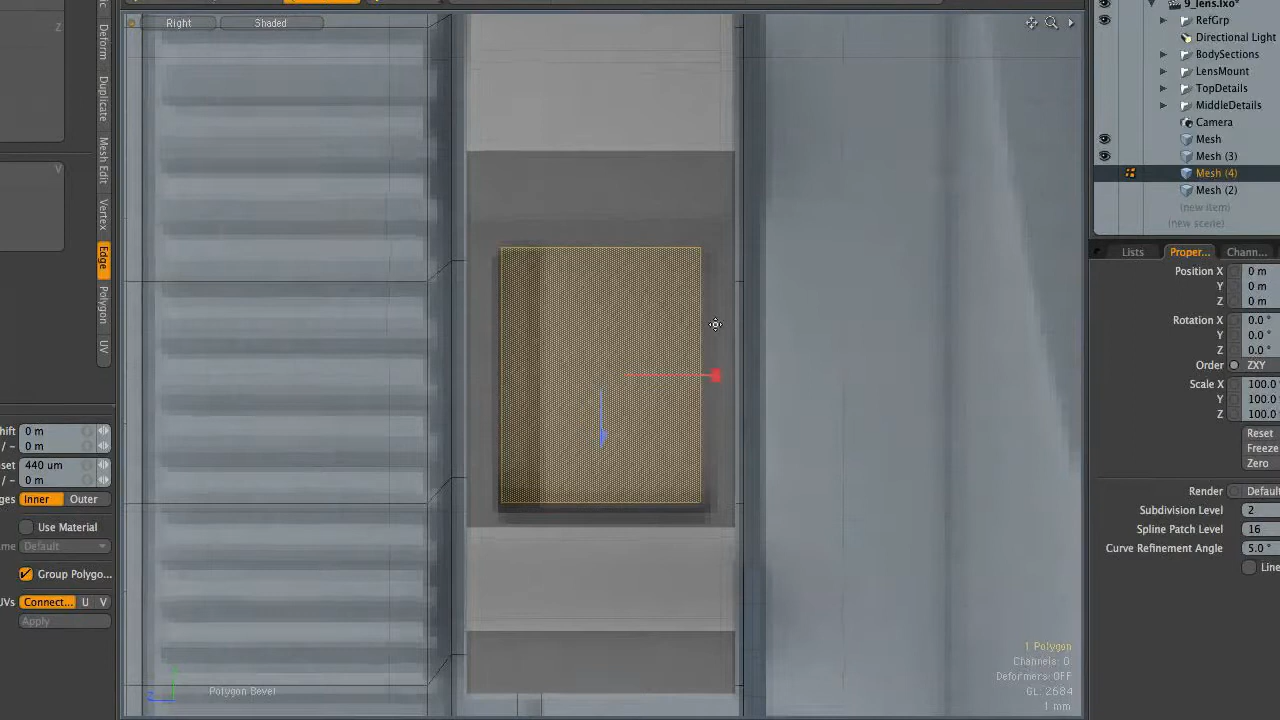 Right
Shaded
Z
V
Deform
Duplicate
Mesh Edit
Vertex
Edge
Polygon
UV
hift
0 m
/ –
0 m
set
440 um
/ –
0 m
ges
Inner
Outer
Use Material
me
Default
Group Polygo...
UVs
Connect...
U
V
Apply
Polygon Bevel
1 Polygon
Channels: 0
Deformers: OFF
GL: 2684
1 mm
9_lens.lxo*
RefGrp
Directional Light
BodySections
LensMount
TopDetails
MiddleDetails
Camera
Mesh
Mesh (3)
Mesh (4)
Mesh (2)
(new item)
(new scene)
Lists
Proper...
Chann...
Position X
0 m
Y
0 m
Z
0 m
Rotation X
0.0 °
Y
0.0 °
Z
0.0 °
Order
ZXY
Scale X
100.0
Y
100.0
Z
100.0
Reset
Freeze
Zero
Render
Default
Subdivision Level
2
Spline Patch Level
16
Curve Refinement Angle
5.0 °
Line